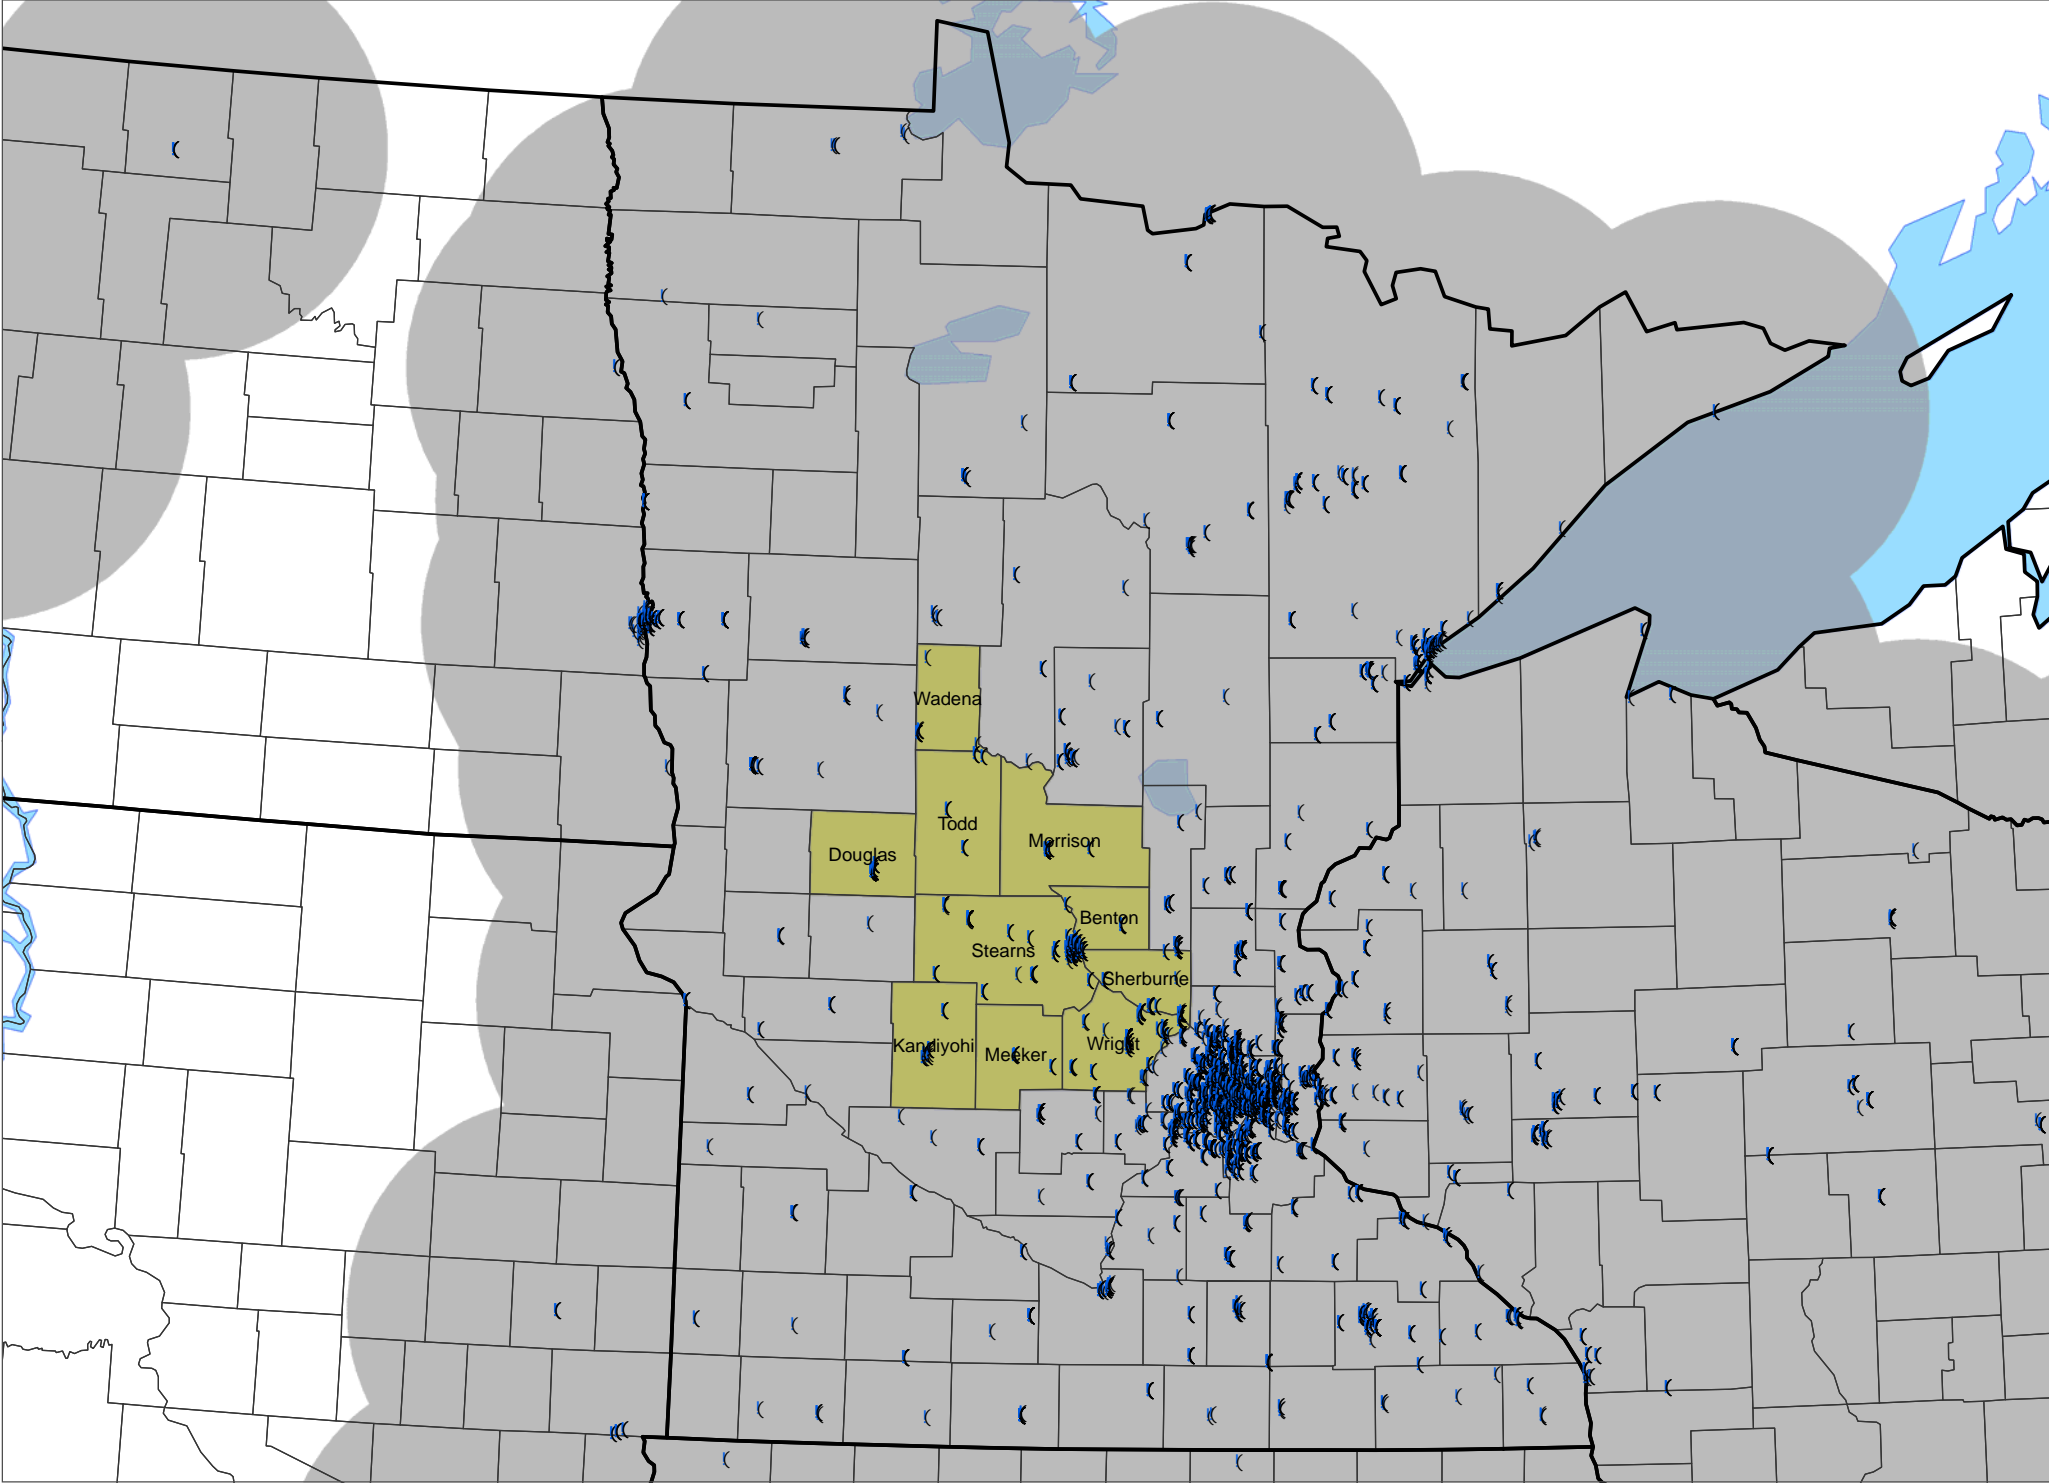 Wadena
Todd
Morrison
Douglas
Benton
Stearns
Sherburne
Kandiyohi
Meeker
Wright